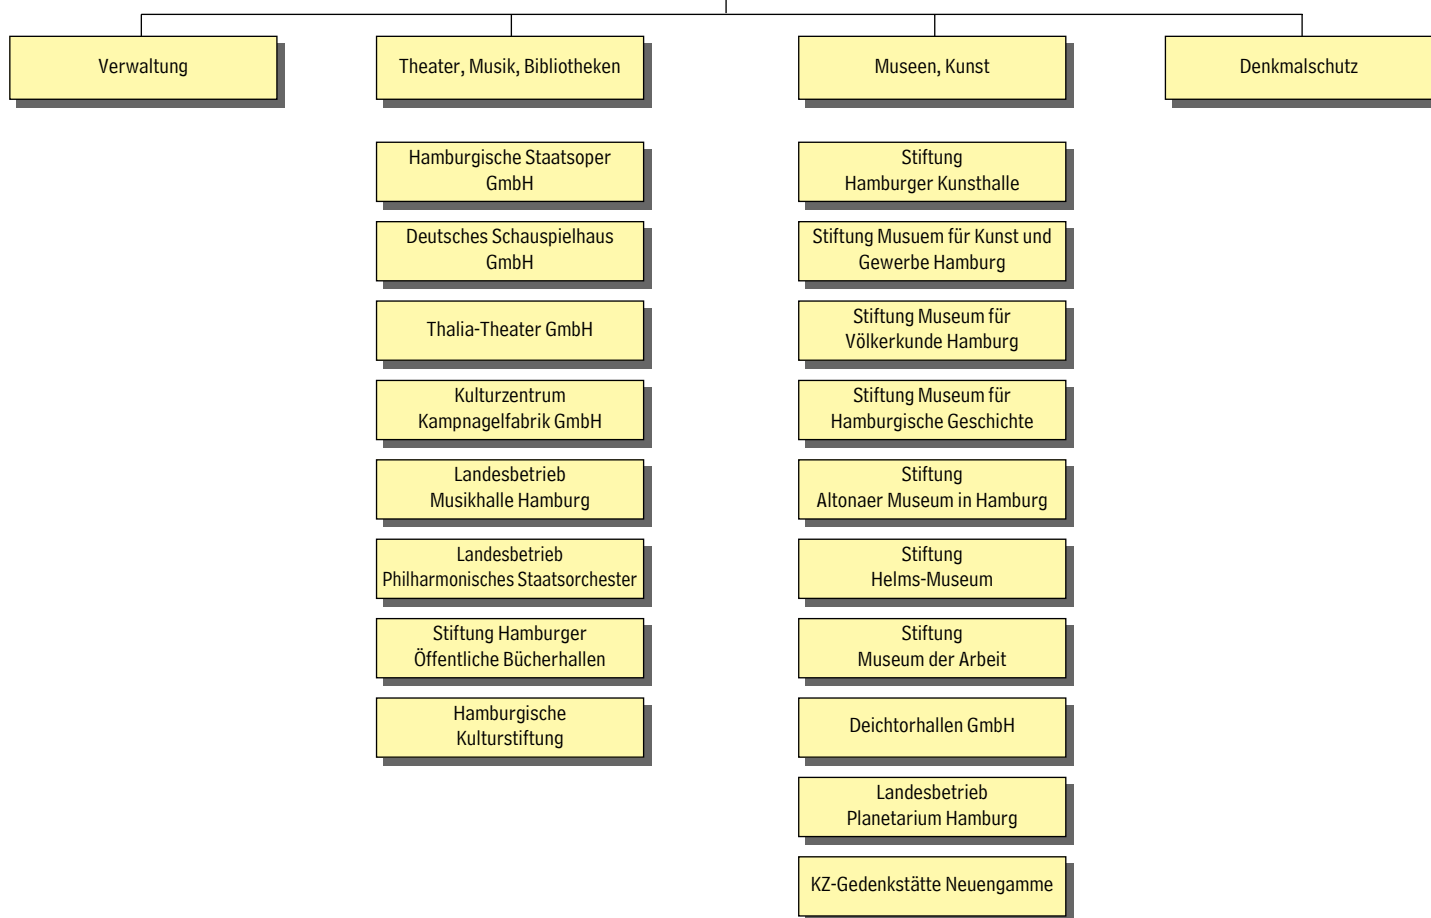 Verwaltung
Theater, Musik, Bibliotheken
Museen, Kunst
Denkmalschutz
Hamburgische Staatsoper
GmbH
Deutsches Schauspielhaus
GmbH
Thalia-Theater GmbH
Kulturzentrum
Kampnagelfabrik GmbH
Landesbetrieb
Musikhalle Hamburg
Landesbetrieb
Philharmonisches Staatsorchester
Stiftung Hamburger
Öffentliche Bücherhallen
Hamburgische
Kulturstiftung
Stiftung
Hamburger Kunsthalle
Stiftung Musuem für Kunst und
Gewerbe Hamburg
Stiftung Museum für
Völkerkunde Hamburg
Stiftung Museum für
Hamburgische Geschichte
Stiftung
Altonaer Museum in Hamburg
Stiftung
Helms-Museum
Stiftung
Museum der Arbeit
Deichtorhallen GmbH
Landesbetrieb
Planetarium Hamburg
KZ-Gedenkstätte Neuengamme